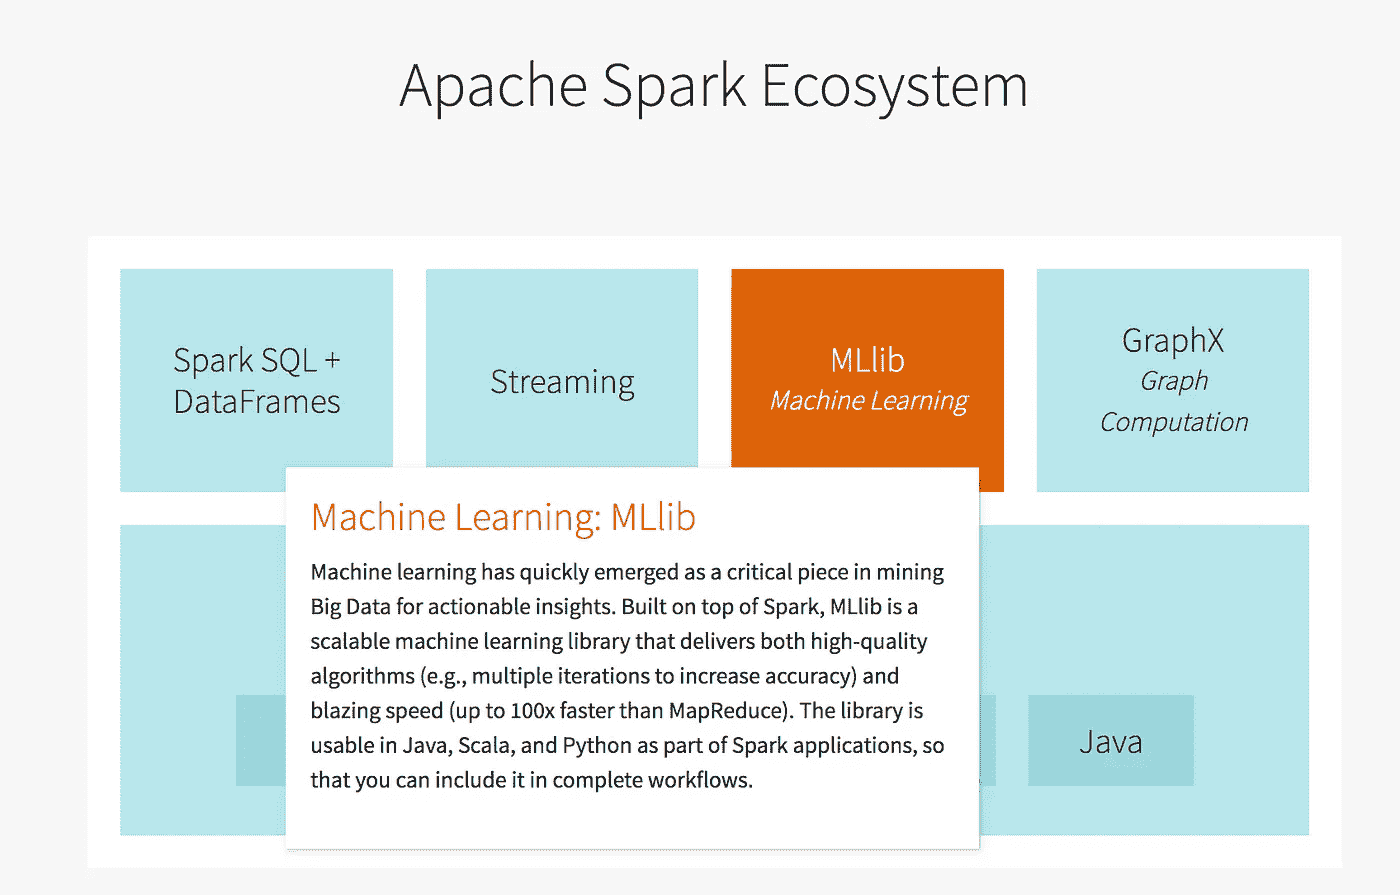 Apache Spark Ecosystem
Spark SQL +
DataFrames
Streaming
MLlib
Machine Learning
GraphX
Graph
Computation
Machine Learning: MLlib
Machine learning has quickly emerged as a critical piece in mining
Big Data for actionable insights. Built on top of Spark, MLlib is a
scalable machine learning library that delivers both high-quality
algorithms (e.g., multiple iterations to increase accuracy) and
blazing speed (up to 100x faster than MapReduce). The library is
usable in Java, Scala, and Python as part of Spark applications, so
that you can include it in complete workflows.
Java